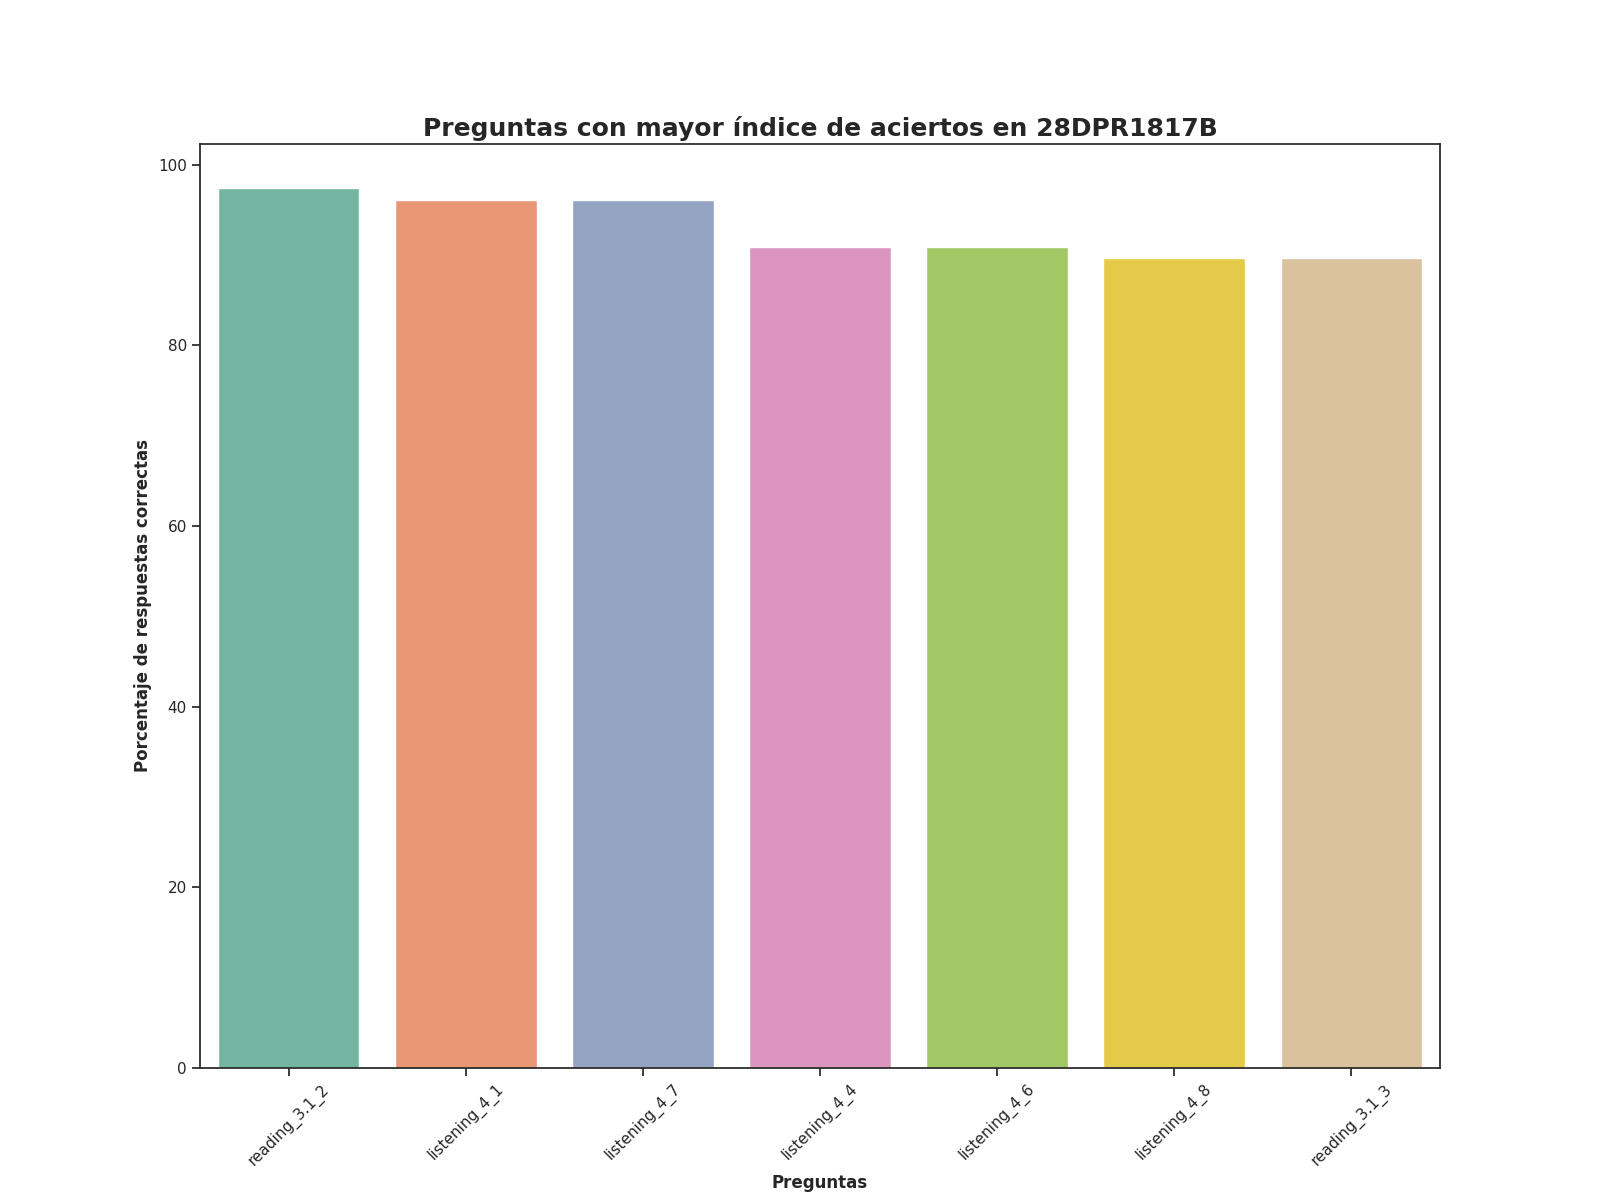 Preguntas con mayor índice de aciertos en 28DPR1817B
100
80
60
40
20
0
Porcentaje de respuestas correctas
reading_3.1_2
listening_4_1
listening_4_7
listening_4_4
listening_4_6
listening_4_8
reading_3.1_3
Preguntas